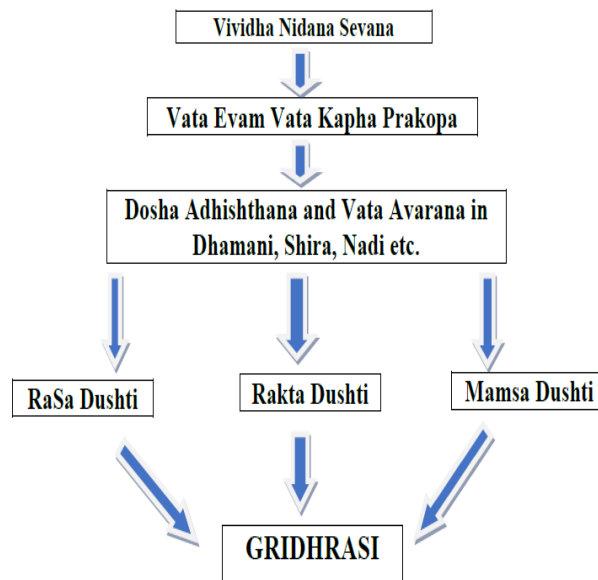 Vividha Nidana Sevana
Vata Evam Vata Kapha Prakopa
Dosha Adhishthana and Vata Avarana in
Dhamani, Shira, Nadi etc.
RaSa Dushti
Rakta Dushti
Mamsa Dushti
GRIDHRASI